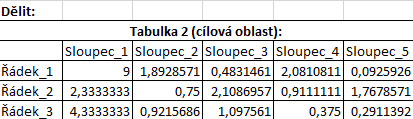 Dělit:
Tabulka 2 (cílová oblast):
Sloupec_1 Sloupec_2 Sloupec_3 Sloupec_4 Sloupec_5
Řádek_1 9 1,8928571 0,4831461 2,0810811 0,0925926
Řádek_2 2,3333333 0,75 2,1086957 0,9111111 1,7678571
Řádek_3 4,3333333 0,9215686 1,097561 0,375 0,2911392